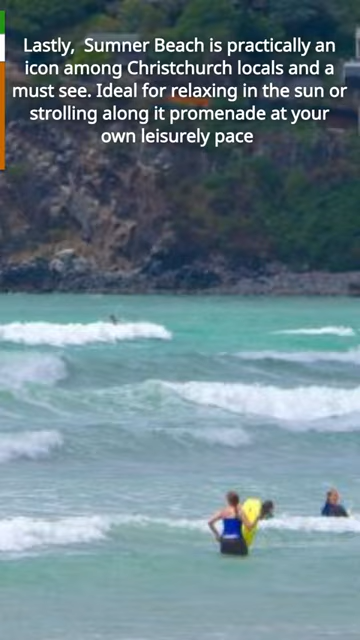 Lastly,  Sumner Beach is practically an
icon among Christchurch locals and a
must see. Ideal for relaxing in the sun or
strolling along it promenade at your
own leisurely pace